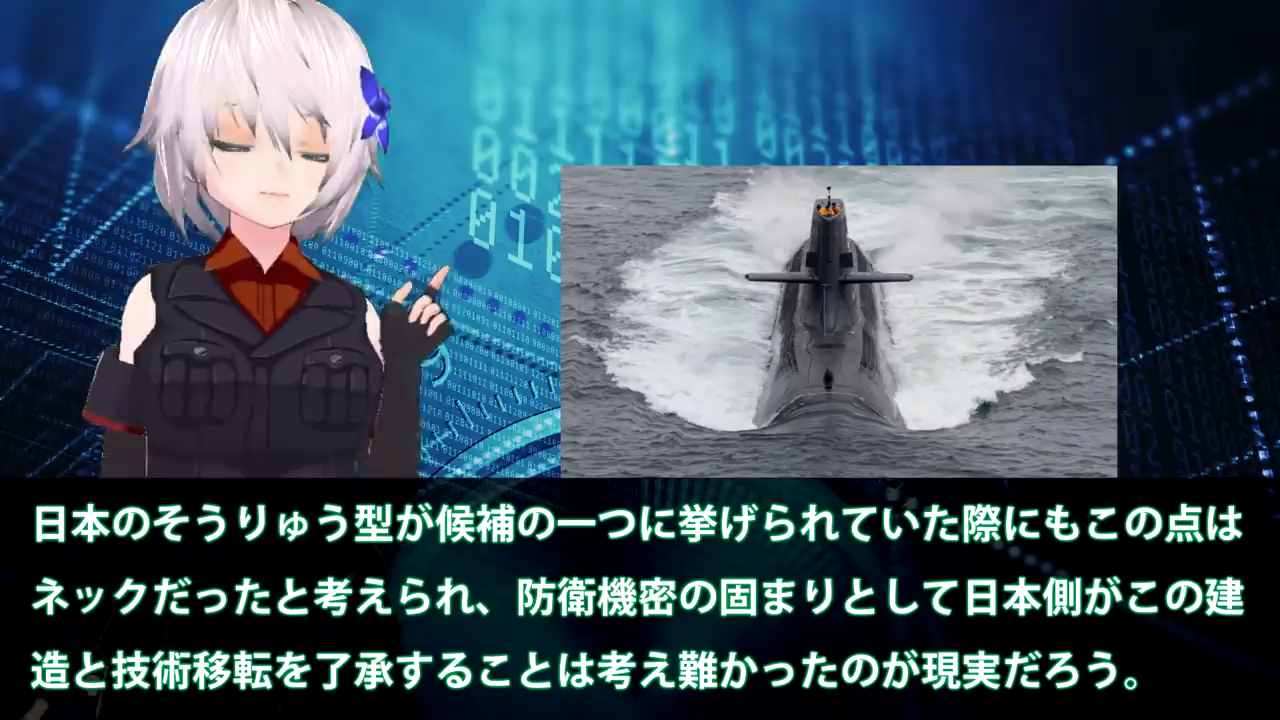 日本のそうりゅう型が候補の一つに挙げられていた際にもこの点は
ネックだったと考えられ、防衛機密の固まりとして日本側がこの建
造と技術移転を了承することは考え難かったのが現実だろう。